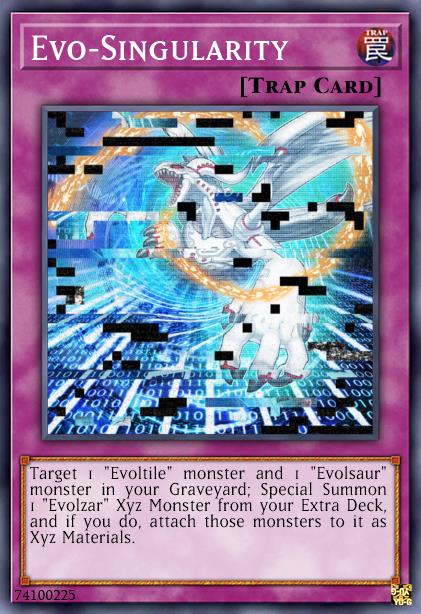 Evo-Singularity
TRAP
罠
[Trap Card]
Target 1 "Evoltile" monster and 1 "Evolsaur"
monster in your Graveyard; Special Summon
1 "Evolzar" Xyz Monster from your Extra Deck,
and if you do, attach those monsters to it as
Xyz Materials.
74100225